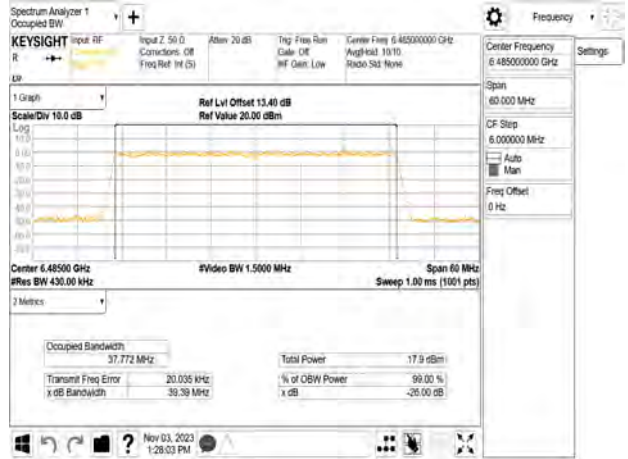 Spectrum Analyzer 1
Occupied BW
+
Frequency
KEYSIGHT
Input: RF
R
Input Z: 50 Ω
Corrections: Off
Freq Ref: Int (S)
Atten: 20 dB
Trig: Free Run
Gate: Off
#IF Gain: Low
Center Freq: 6.485000000 GHz
Avg|Hold: 10/10
Radio Std: None
1 Graph
Scale/Div 10.0 dB
Ref Lvl Offset 13.40 dB
Ref Value 20.00 dBm
Log
10.0
0.00
Center 6.48500 GHz
#Res BW 430.00 kHz
#Video BW 1.5000 MHz
Span 60 MHz
Sweep 1.00 ms (1001 pts)
2 Metrics
Occupied Bandwidth
37.772 MHz
Transmit Freq Error
20.035 kHz
x dB Bandwidth
39.39 MHz
Total Power
17.9 dBm
% of OBW Power
99.00 %
x dB
-26.00 dB
Nov 03, 2023
1:28:03 PM
?
Center Frequency
6.485000000 GHz
Span
60.000 MHz
CF Step
6.000000 MHz
Auto
Man
Freq Offset
0 Hz
Settings